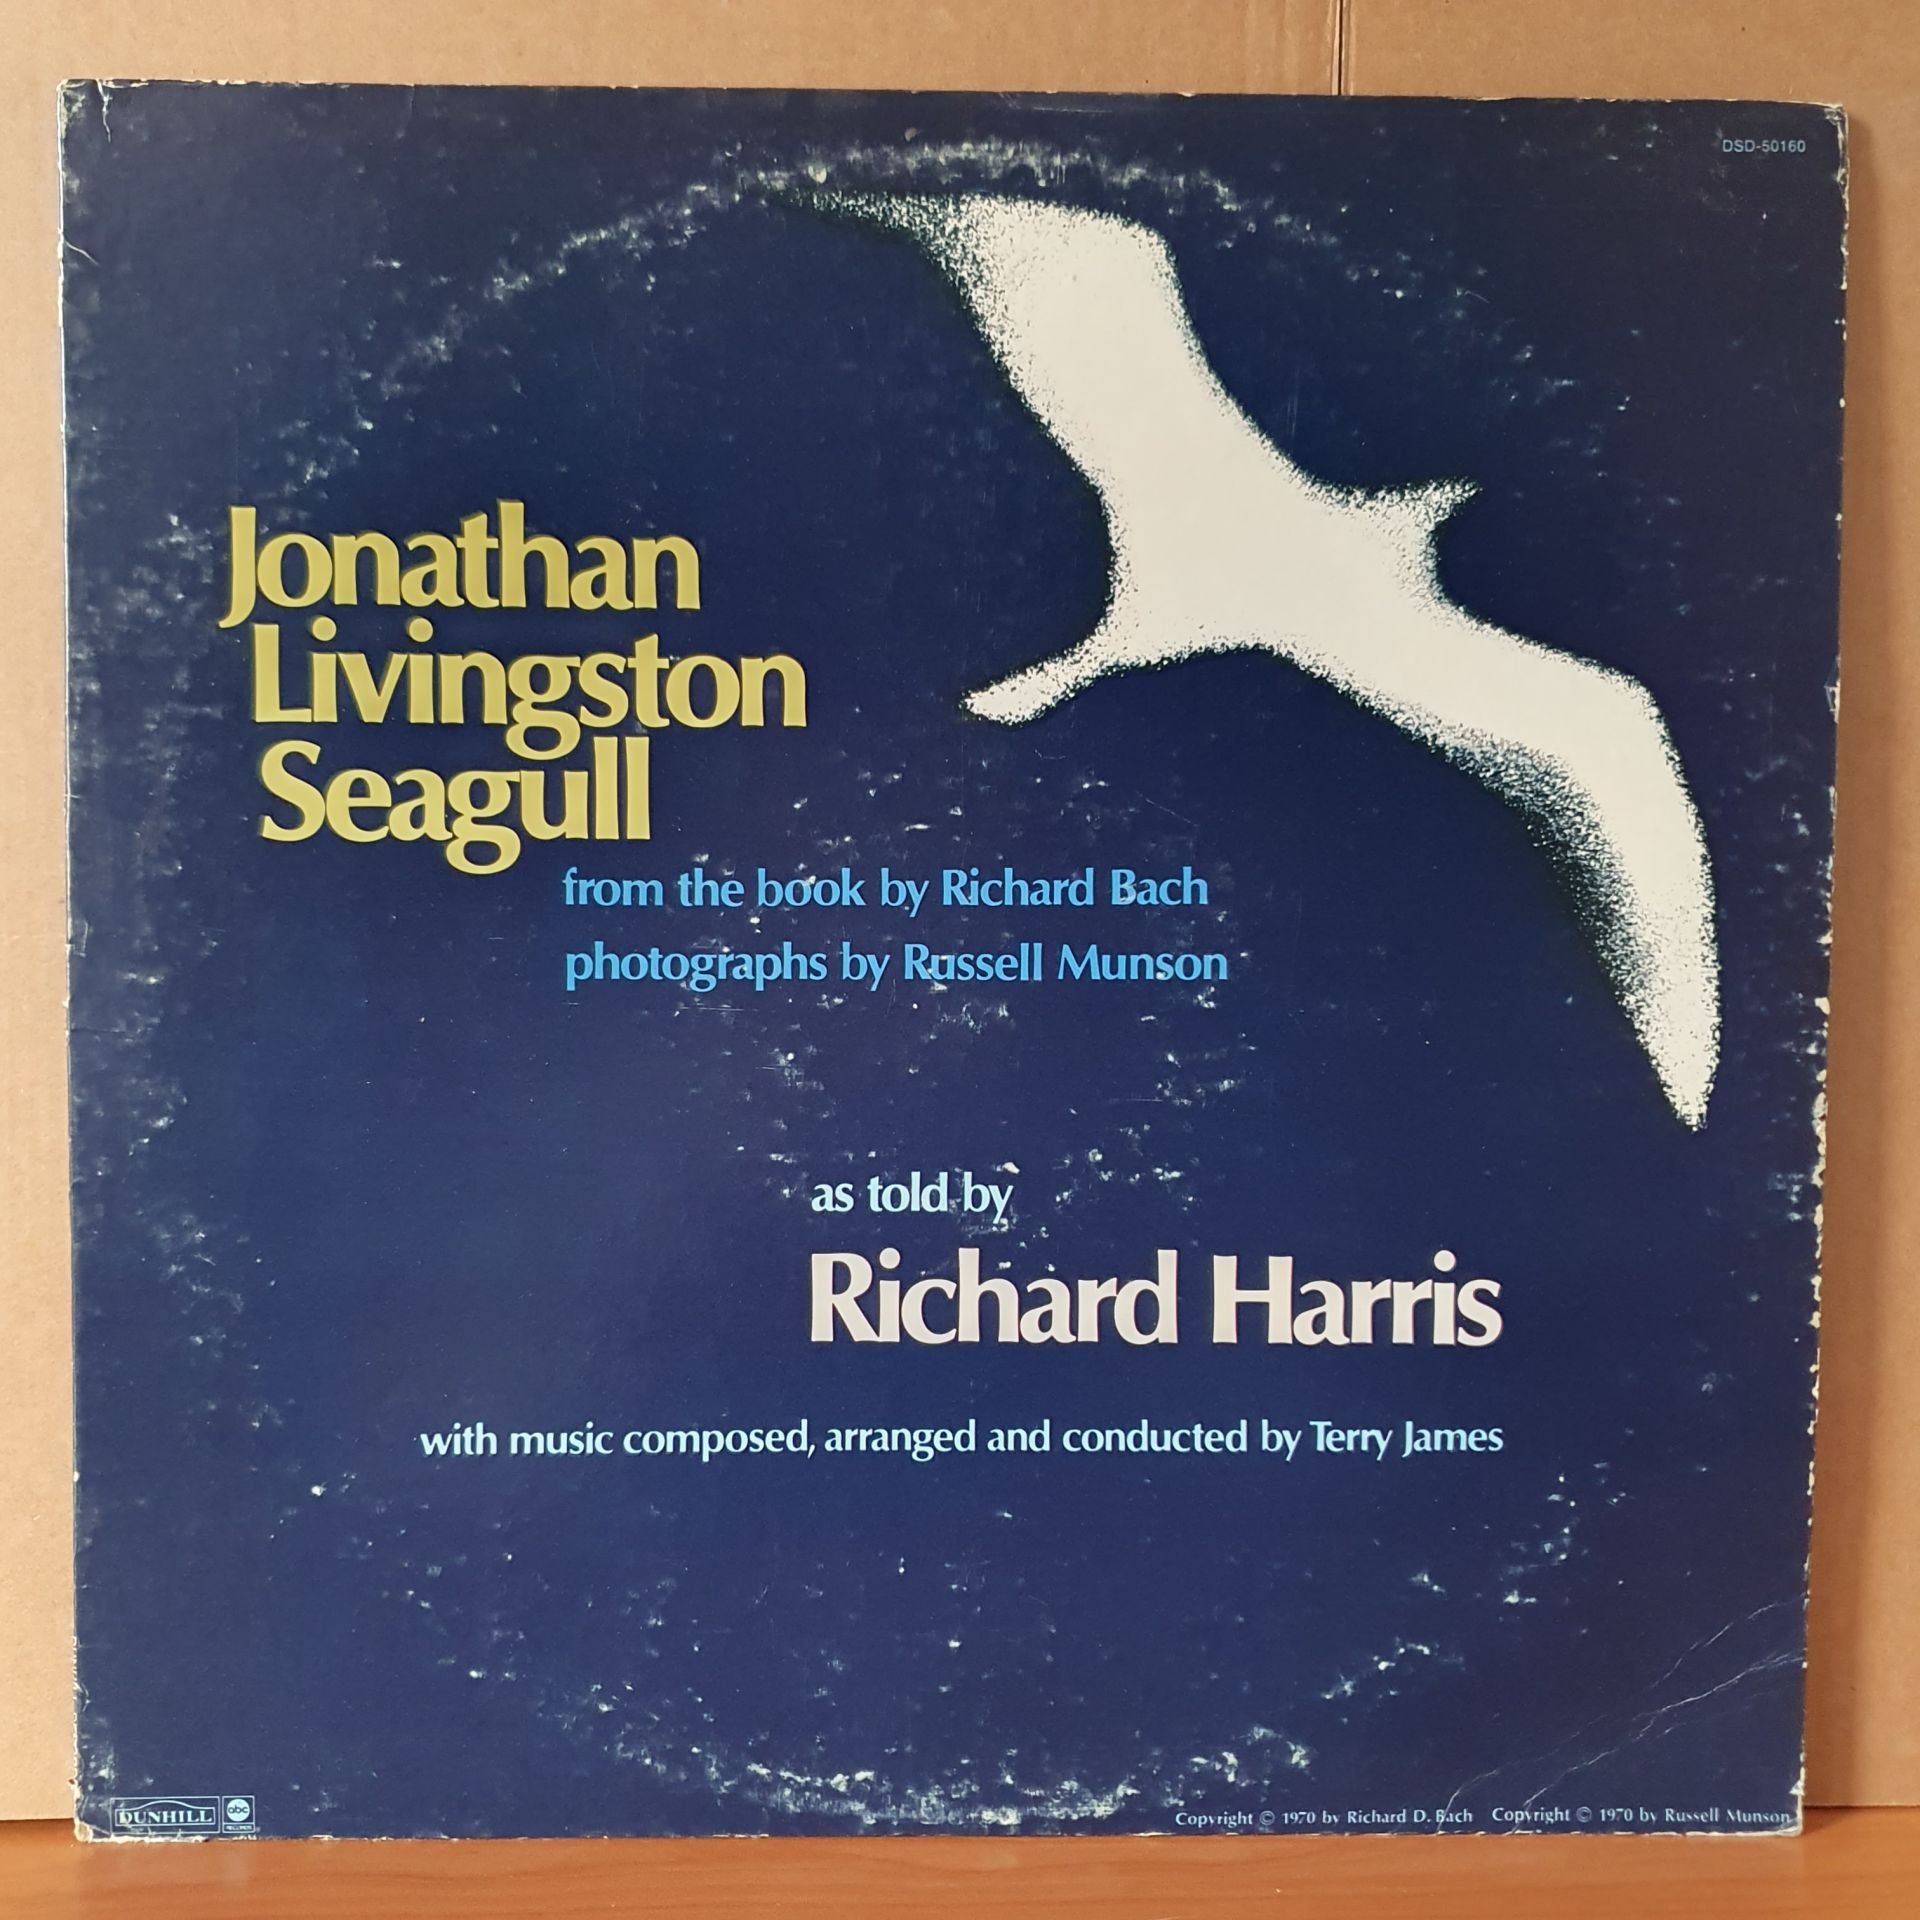 DSD-50160
Jonathan
Livingston
Seagull
from the book by Richard Bach
photographs by Russell Munson
as told by
Richard Harris
with music composed, arranged and conducted by Terry James
DUNHILL abc
RECORDS
Copyright © 1970 by Richard D. Bach Copyright © 1970 by Russell Munson